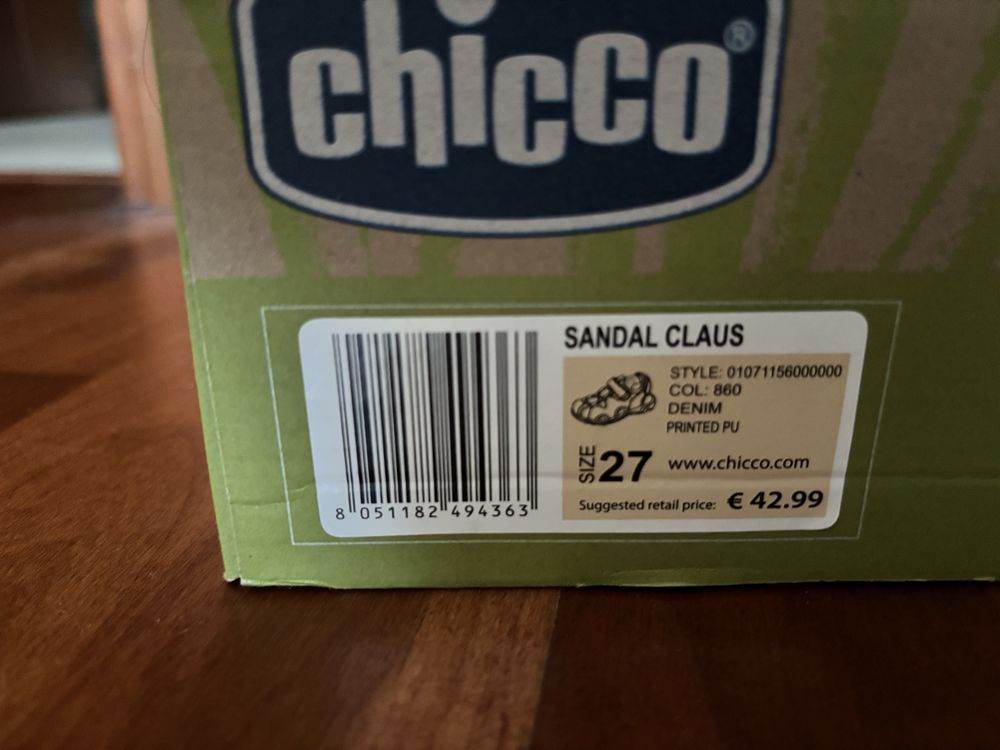 chicco®
SANDAL CLAUS
STYLE: 01071156000000
COL: 860
DENIM
PRINTED PU
SIZE 27
www.chicco.com
Suggested retail price: € 42.99
8 051182 494363